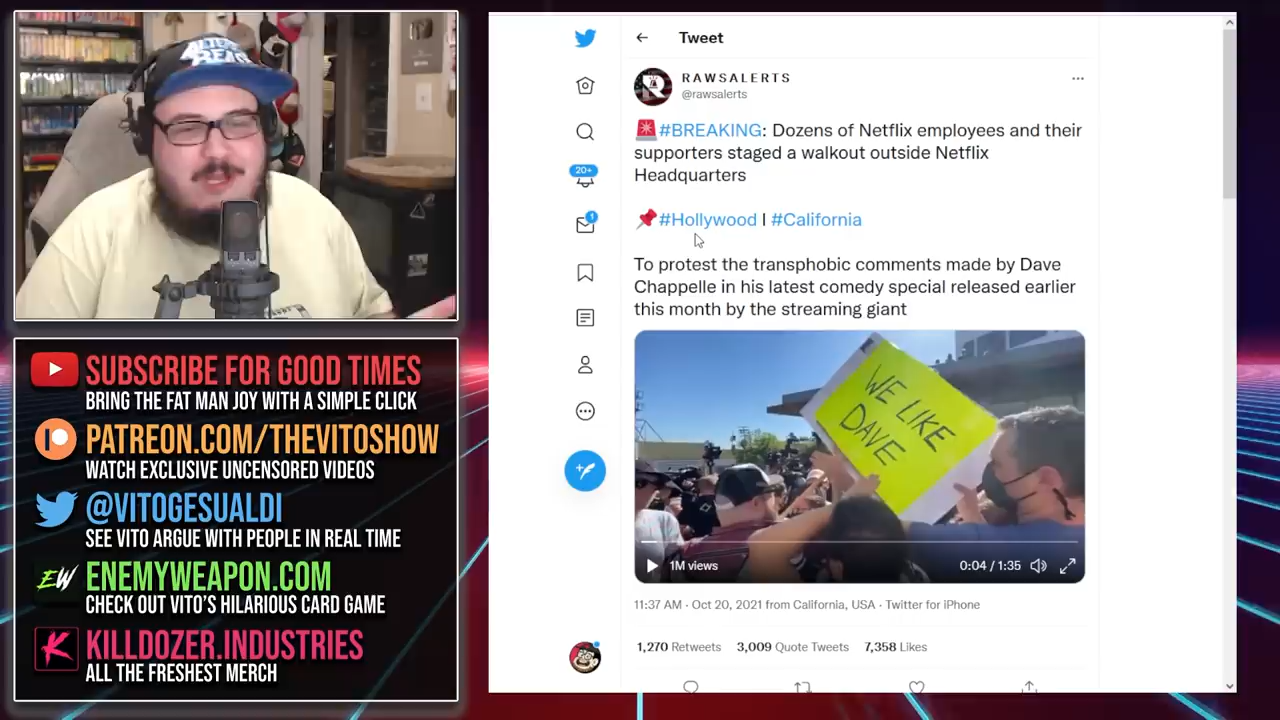 ALTERED
BEAST
SUBSCRIBE FOR GOOD TIMES
BRING THE FAT MAN JOY WITH A SIMPLE CLICK
PATREON.COM/THEVITOSHOW
WATCH EXCLUSIVE UNCENSORED VIDEOS
@VITOGESUALDI
SEE VITO ARGUE WITH PEOPLE IN REAL TIME
EW
ENEMYWEAPON.COM
CHECK OUT VITO'S HILARIOUS CARD GAME
K
KILLDOZER.INDUSTRIES
ALL THE FRESHEST MERCH
20+
1
Tweet
R
RAWSALERTS
@rawsalerts
#BREAKING: Dozens of Netflix employees and their
supporters staged a walkout outside Netflix
Headquarters
#Hollywood | #California
To protest the transphobic comments made by Dave
Chappelle in his latest comedy special released earlier
this month by the streaming giant
WE LIKE
DAVE
1M views
0:04 / 1:35
11:37 AM · Oct 20, 2021 from California, USA · Twitter for iPhone
1,270 Retweets 3,009 Quote Tweets 7,358 Likes